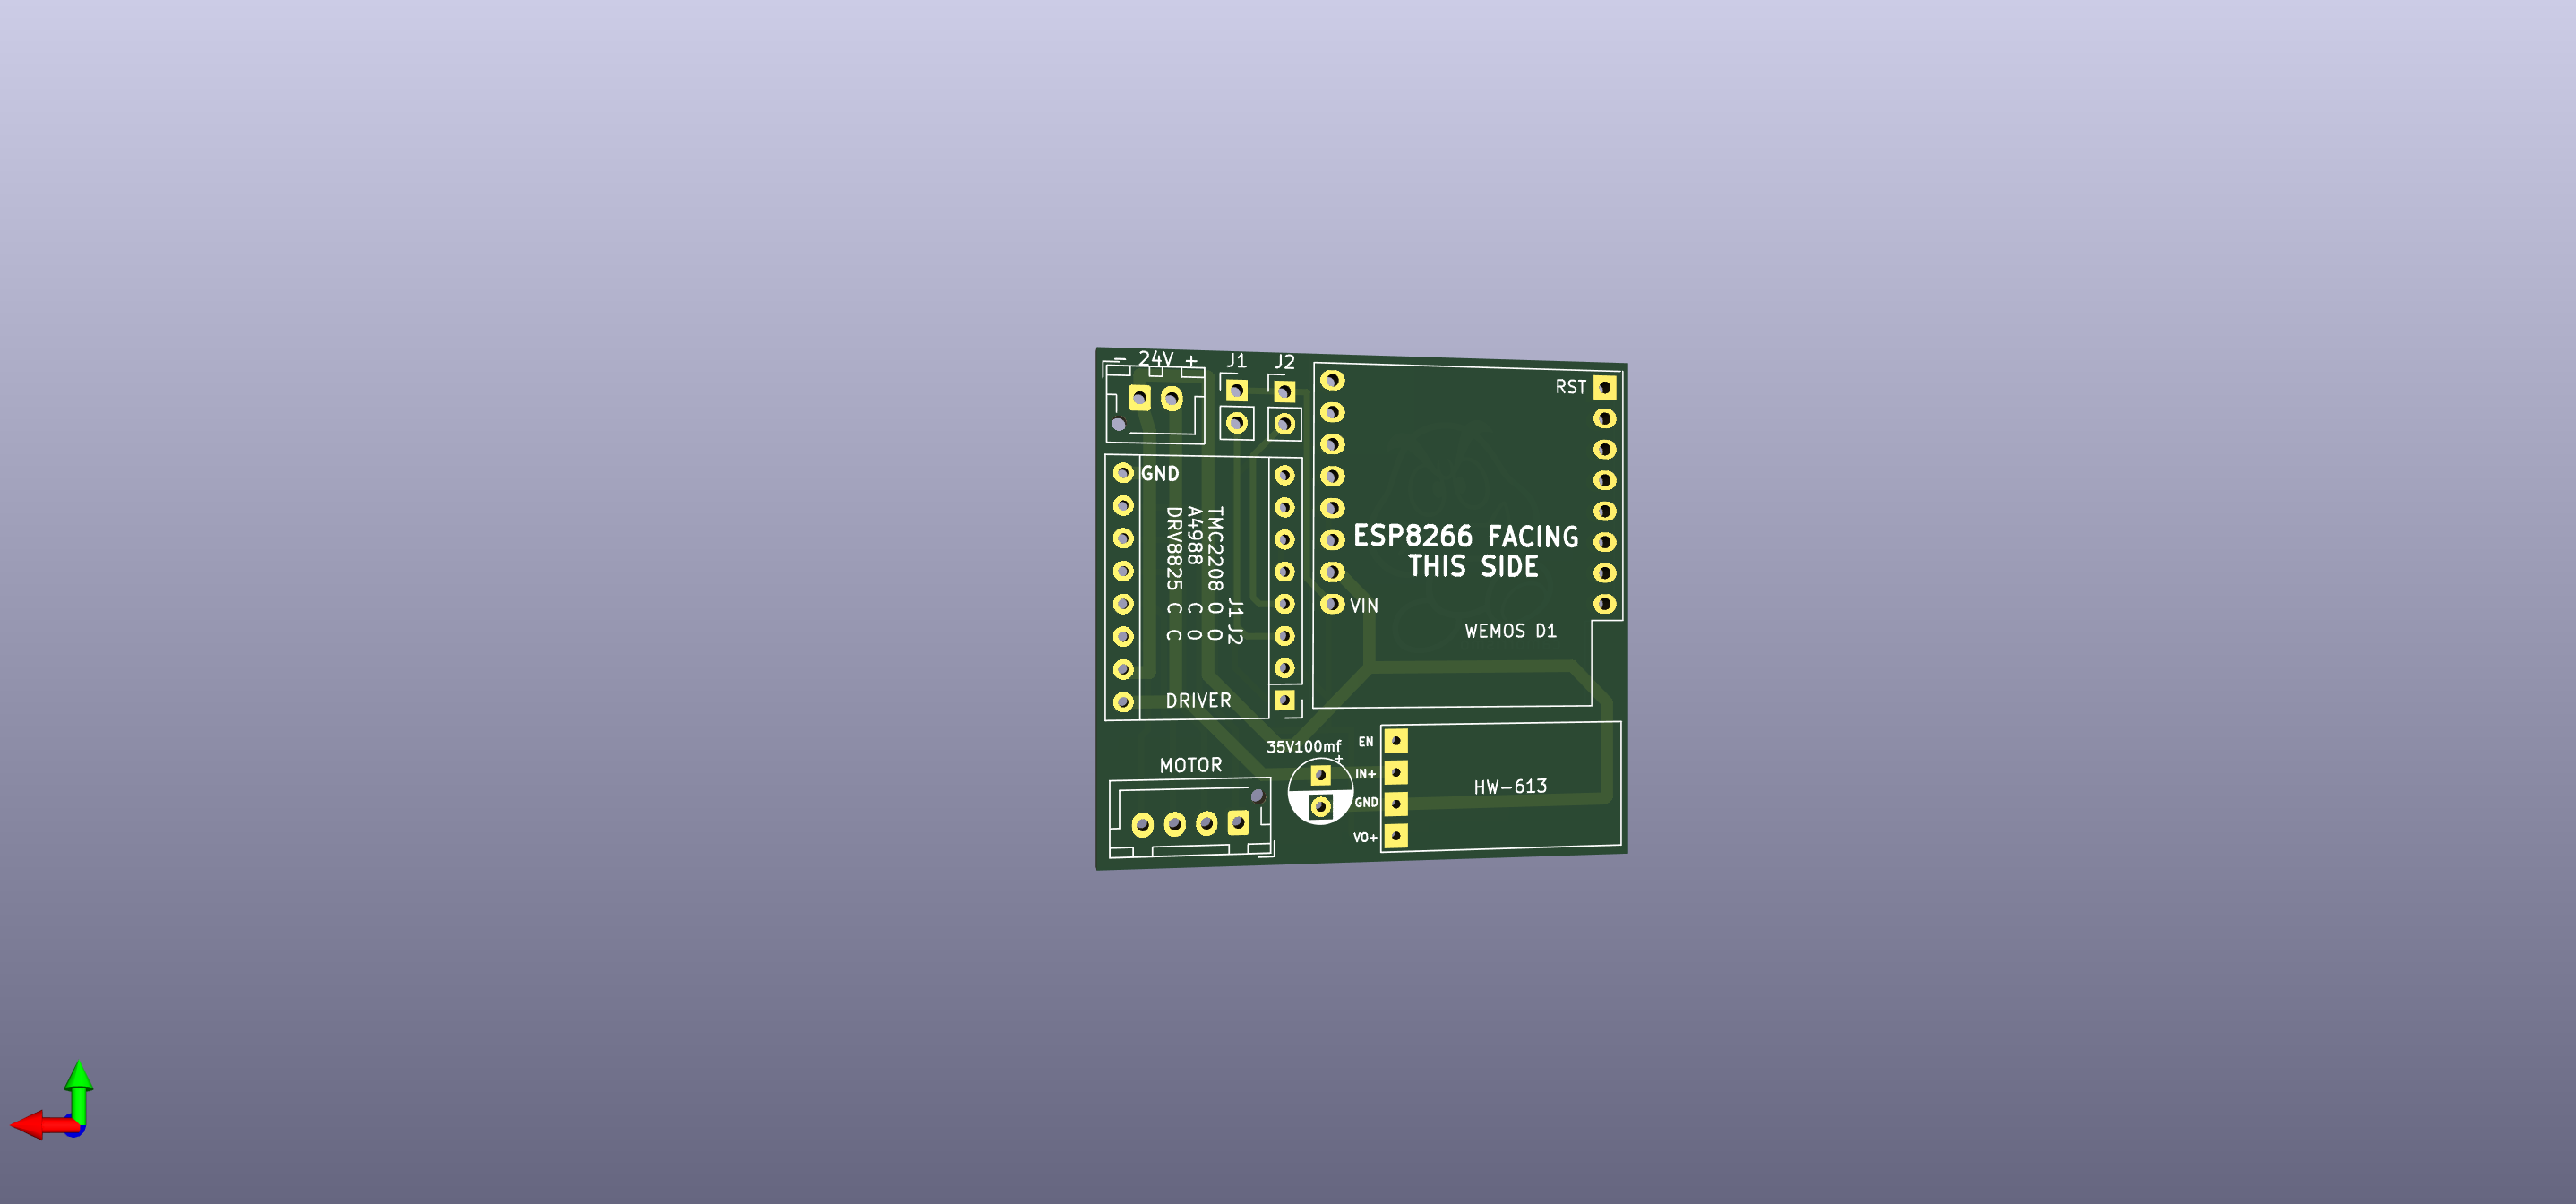 - 24V +
J1
J2
RST
GND
J1 J2
TMC2208 O O
A4988 C O
DRV8825 C C
ESP8266 FACING
THIS SIDE
VIN
WEMOS D1
DRIVER
35V100mf
+
EN
MOTOR
IN+
HW-613
GND
VO+